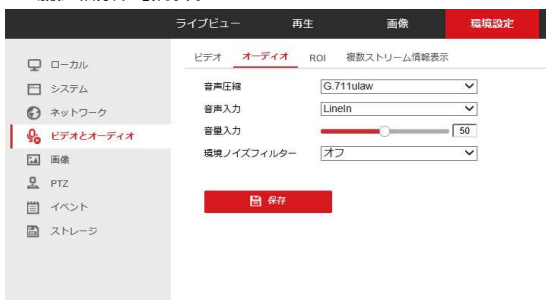 ライブビュー 再生 画像 環境設定
ローカル
システム
ネットワーク
ビデオとオーディオ
画像
PTZ
イベント
ストレージ
ビデオ オーディオ ROI 複数ストリーム情報表示
音声圧縮 G.711ulaw
音声入力 LineIn
音量入力 50
環境ノイズフィルター オフ
保存